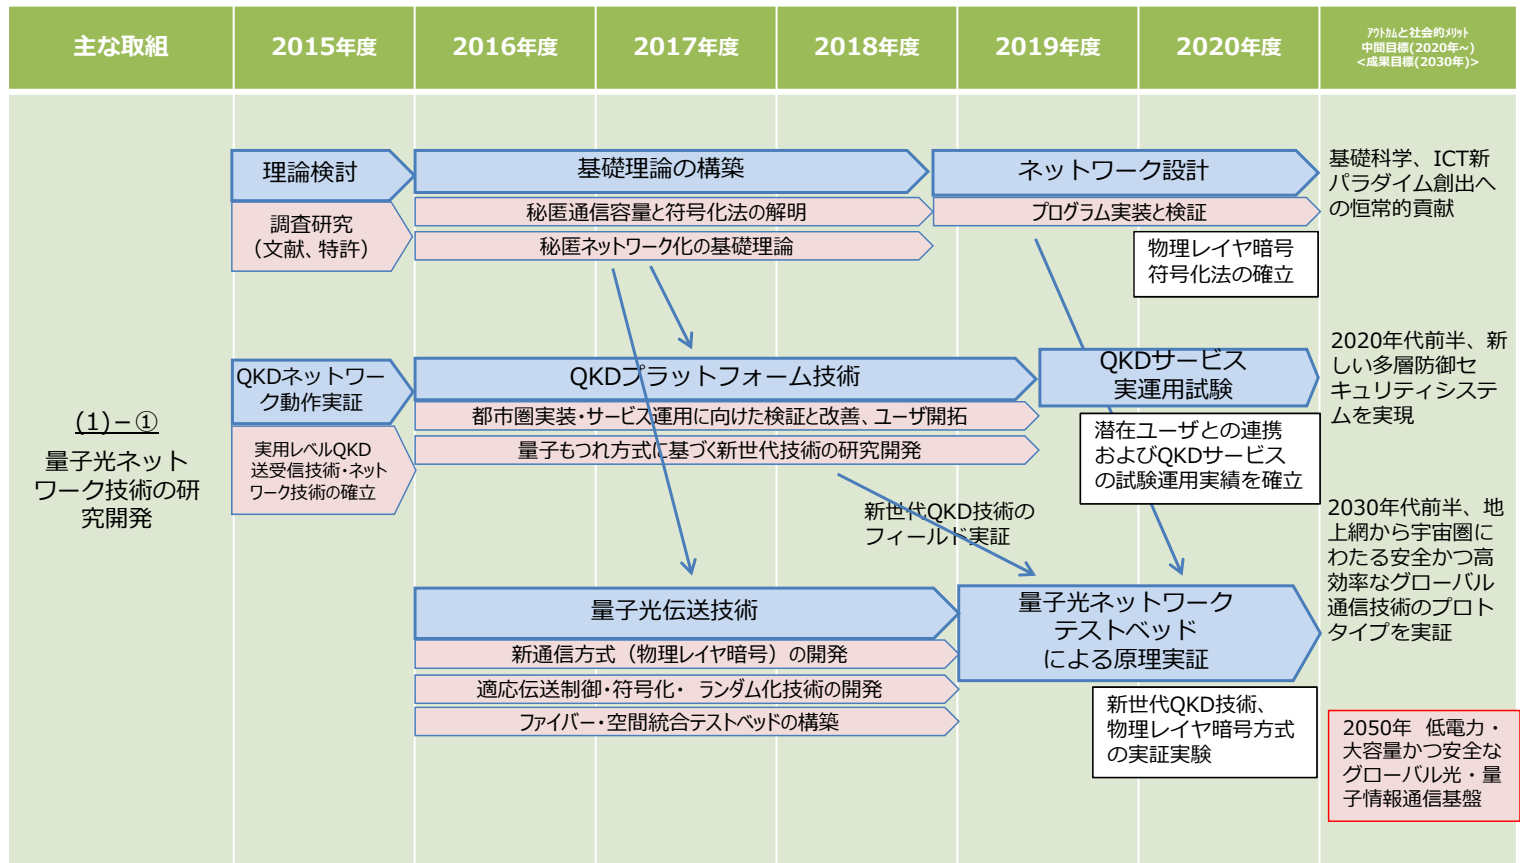 主な取組
2015年度
2016年度
2017年度
2018年度
2019年度
2020年度
アウトカムと社会的メリット
中間目標(2020年~)
<成果目標(2030年)>
(1)－①
量子光ネット
ワーク技術の研
究開発
理論検討
基礎理論の構築
ネットワーク設計
調査研究
（文献、特許）
秘匿通信容量と符号化法の解明
秘匿ネットワーク化の基礎理論
プログラム実装と検証
物理レイヤ暗号
符号化法の確立
基礎科学、ICT新
パラダイム創出へ
の恒常的貢献
QKDネットワー
ク動作実証
QKDプラットフォーム技術
QKDサービス
実運用試験
実用レベルQKD
送受信技術・ネット
ワーク技術の確立
都市圏実装・サービス運用に向けた検証と改善、ユーザ開拓
量子もつれ方式に基づく新世代技術の研究開発
潜在ユーザとの連携
およびQKDサービス
の試験運用実績を確立
2020年代前半、新
しい多層防御セ
キュリティシステ
ムを実現
新世代QKD技術の
フィールド実証
量子光伝送技術
量子光ネットワーク
テストベッド
による原理実証
新通信方式（物理レイヤ暗号）の開発
適応伝送制御・符号化・ ランダム化技術の開発
ファイバー・空間統合テストベッドの構築
新世代QKD技術、
物理レイヤ暗号方式
の実証実験
2030年代前半、地
上網から宇宙圏に
わたる安全かつ高
効率なグローバル
通信技術のプロト
タイプを実証
2050年 低電力・
大容量かつ安全な
グローバル光・量
子情報通信基盤